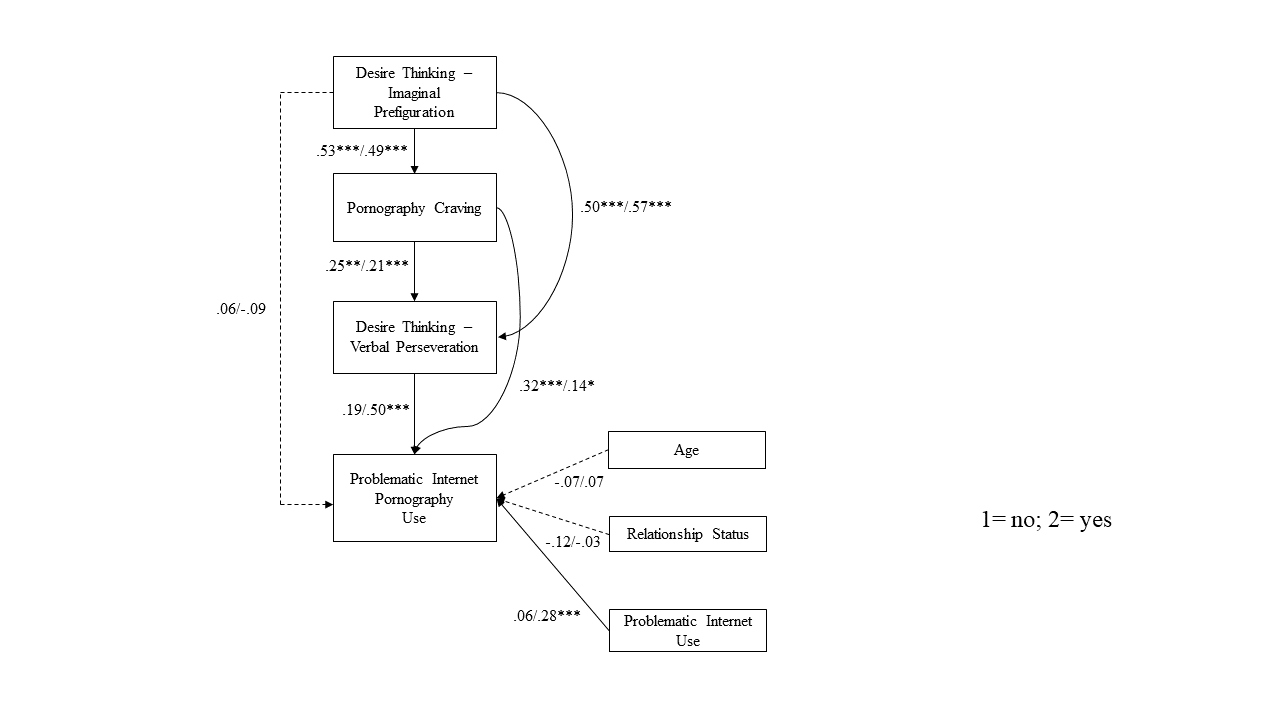 Desire Thinking –
Imaginal
Prefiguration
.53***/.49***
Pornography Craving
.50***/.57***
.25**/.21***
.06/-.09
Desire Thinking –
Verbal Perseveration
.32***/.14*
.19/.50***
Age
Problematic Internet
Pornography
Use
-.07/.07
1= no; 2= yes
Relationship Status
-.12/-.03
.06/.28***
Problematic Internet
Use